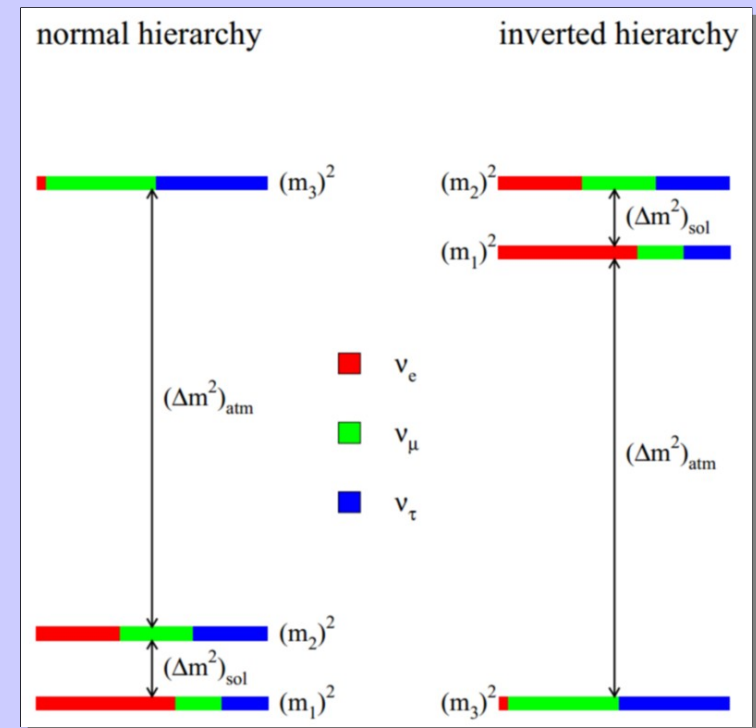 normal hierarchy
inverted hierarchy
(m₃)²
(m₂)²
(Δm²)sol
(m₁)²
νe
(Δm²)atm
νμ
(Δm²)atm
ντ
(m₂)²
(Δm²)sol
(m₁)²
(m₃)²